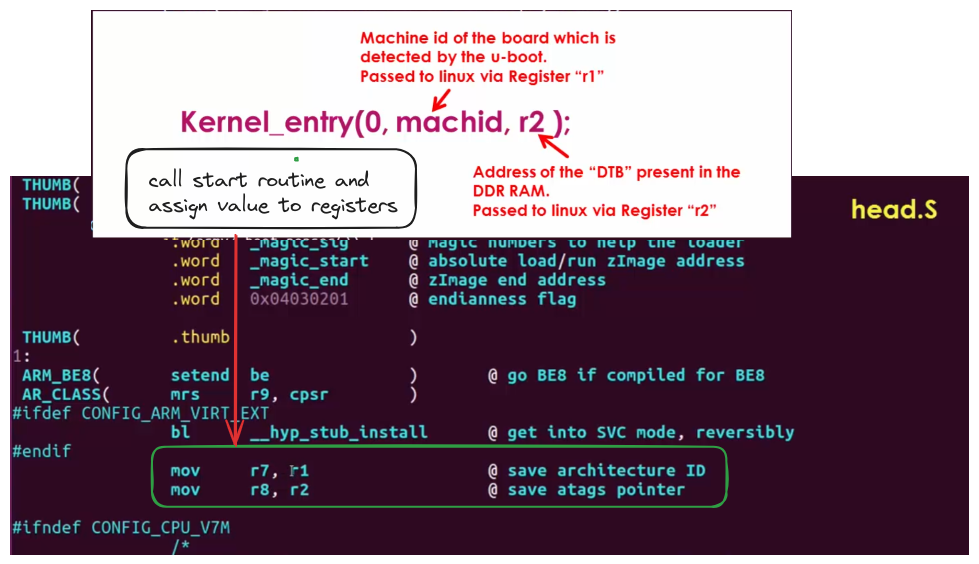 Machine id of the board which is
detected by the u-boot.
Passed to linux via Register “r1”
Kernel_entry(0, machid, r2 );
call start routine and
assign value to registers
Address of the “DTB” present in the
DDR RAM.
Passed to linux via Register “r2”
head.S
THUMB(
THUMB(
.word _magic_sig @ Magic numbers to help the loader
.word _magic_start @ absolute load/run zImage address
.word _magic_end @ zImage end address
.word 0x04030201 @ endianness flag
THUMB( .thumb )
1:
ARM_BE8( setend be ) @ go BE8 if compiled for BE8
AR_CLASS( mrs r9, cpsr )
#ifdef CONFIG_ARM_VIRT_EXT
bl __hyp_stub_install @ get into SVC mode, reversibly
#endif
mov r7, r1 @ save architecture ID
mov r8, r2 @ save atags pointer
#ifndef CONFIG_CPU_V7M
/*